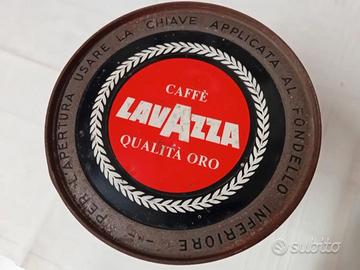 PER L'APERTURA USARE LA CHIAVE APPLICATA AL FONDELLO INFERIORE
CAFFÈ
LAVAZZA
QUALITÀ ORO
subito